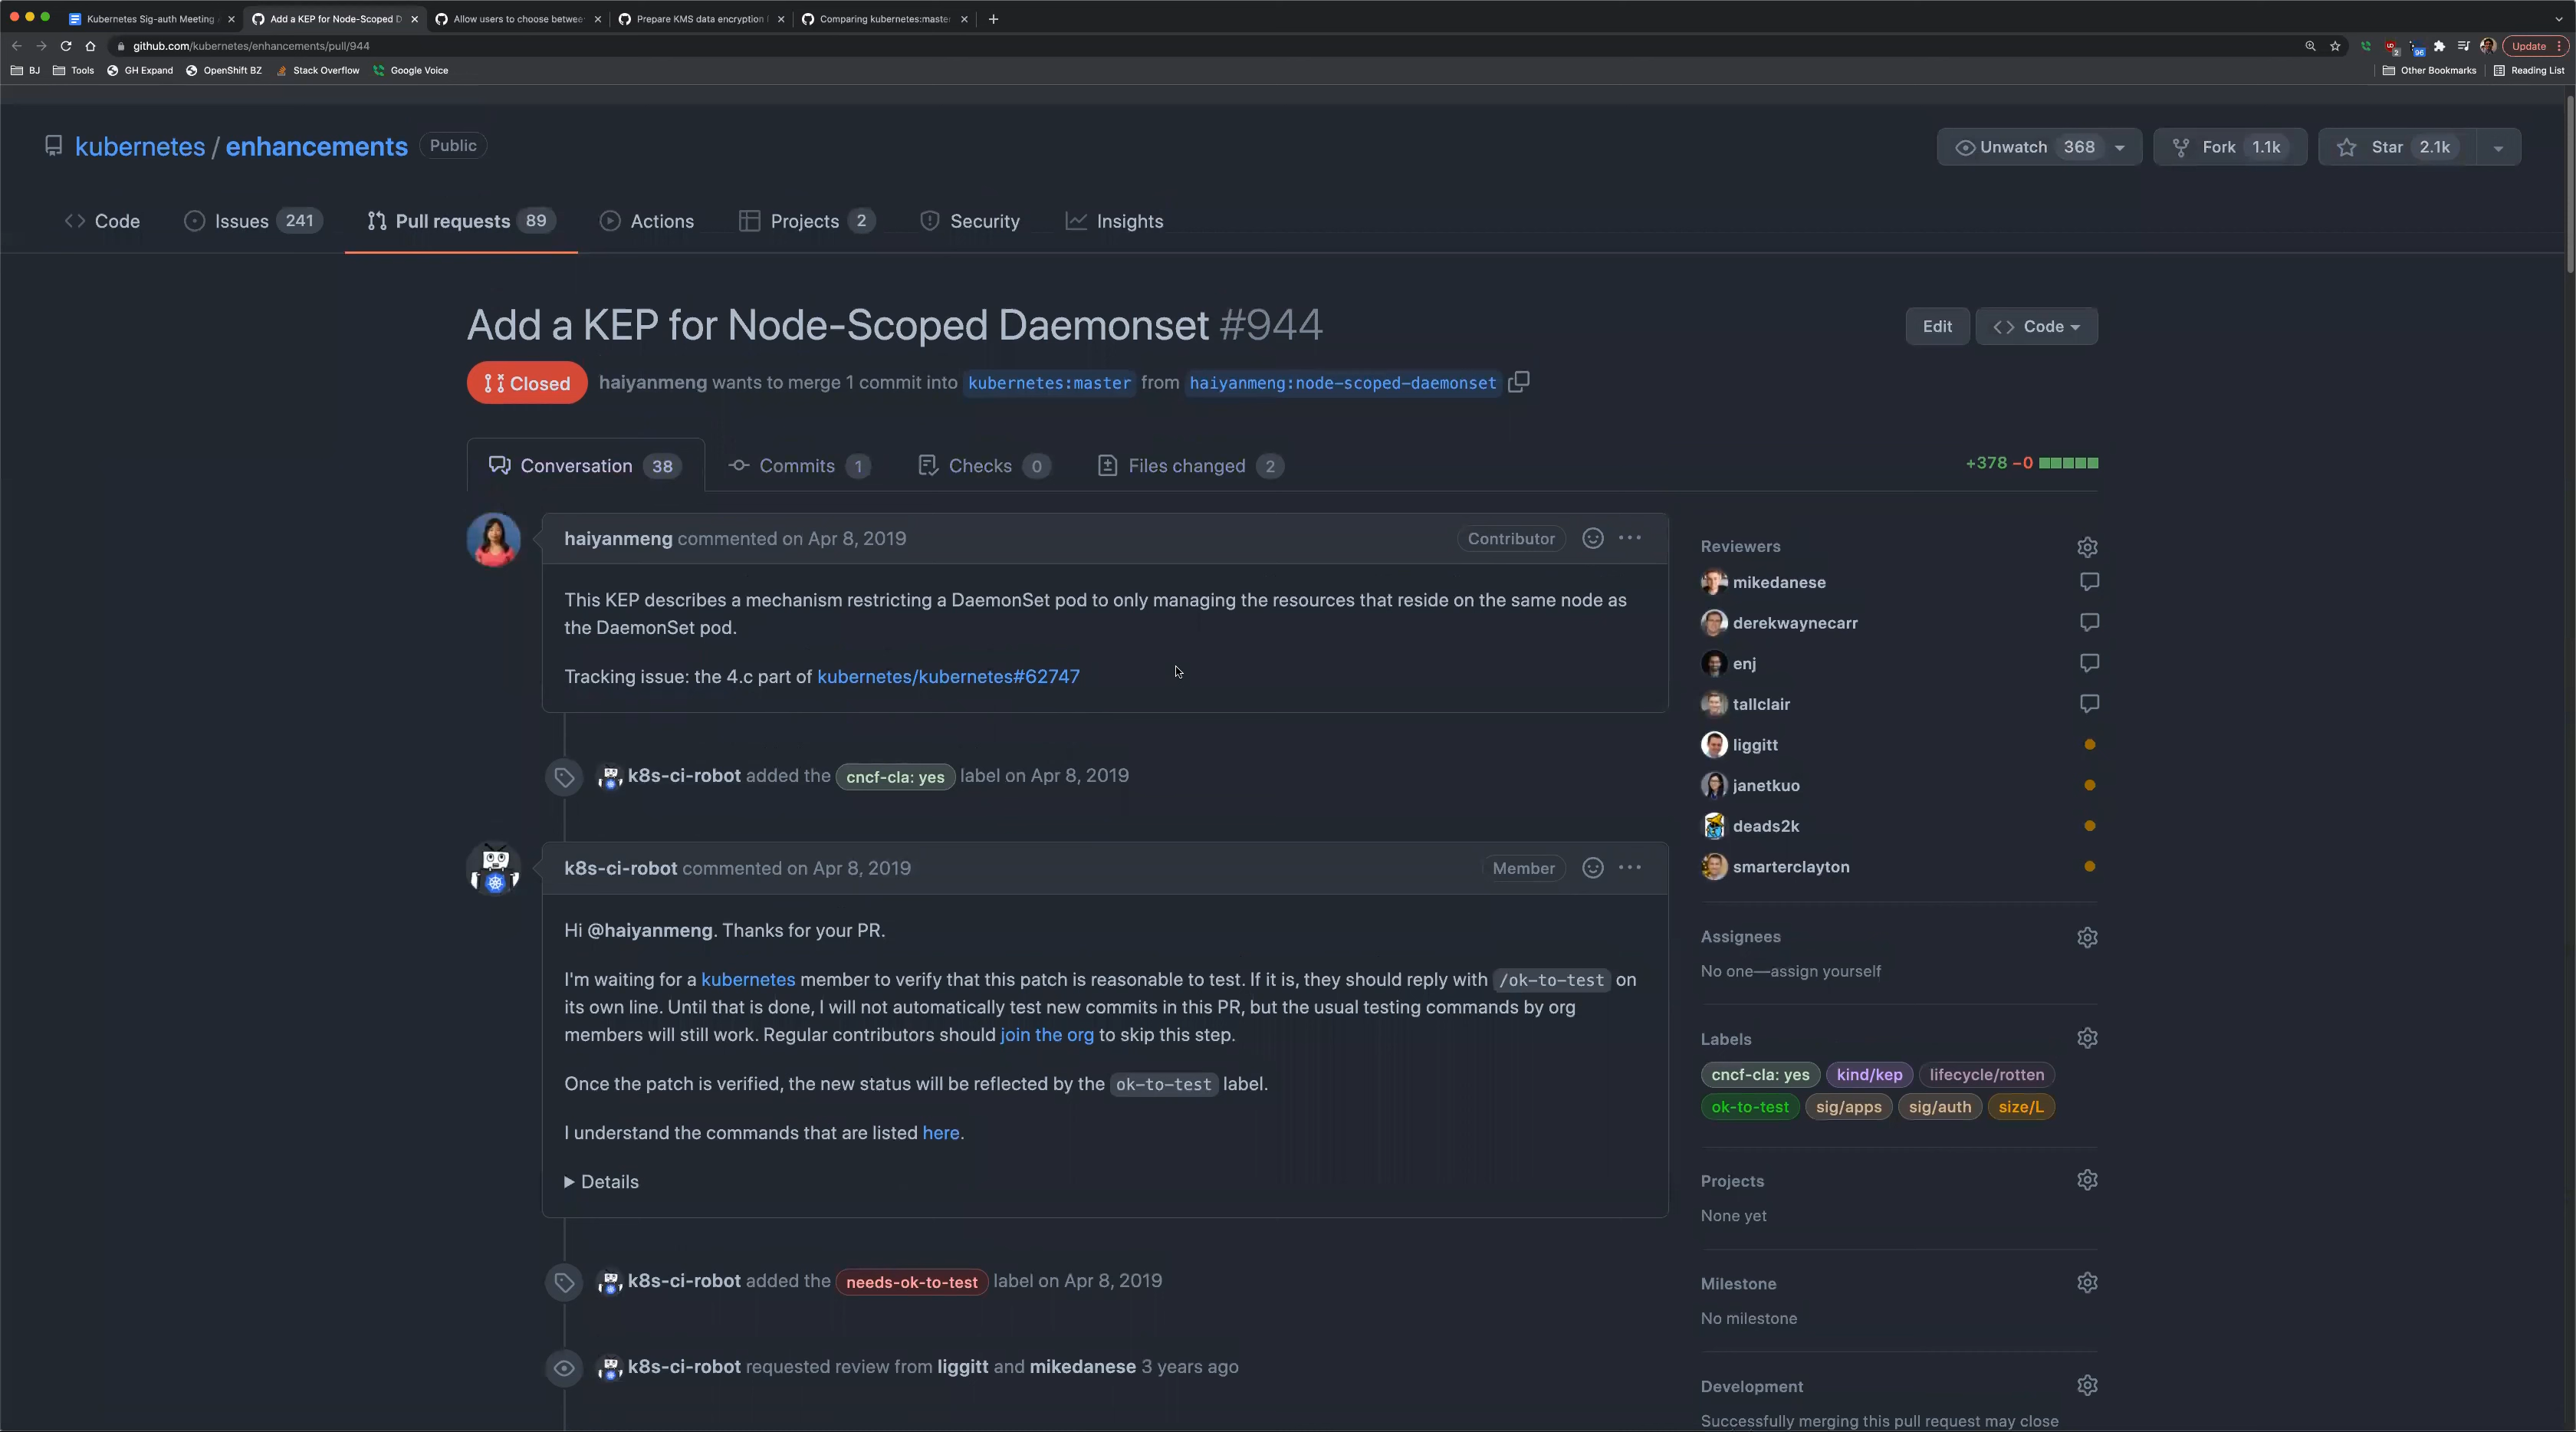 Kubernetes Sig-auth Meeting
Add a KEP for Node-Scoped D
Allow users to choose betwee
Prepare KMS data encryption
Comparing kubernetes:maste
github.com/kubernetes/enhancements/pull/944
2
96
Update
BJ
Tools
GH Expand
OpenShift BZ
Stack Overflow
Google Voice
Other Bookmarks
Reading List
kubernetes / enhancements Public
Unwatch 368
Fork 1.1k
Star 2.1k
Code
Issues 241
Pull requests 89
Actions
Projects 2
Security
Insights
Add a KEP for Node-Scoped Daemonset #944
Edit
<> Code
Closed
haiyanmeng wants to merge 1 commit into kubernetes:master from haiyanmeng:node-scoped-daemonset
Conversation 38
Commits 1
Checks 0
Files changed 2
+378 −0
haiyanmeng commented on Apr 8, 2019
Contributor
This KEP describes a mechanism restricting a DaemonSet pod to only managing the resources that reside on the same node as
the DaemonSet pod.
Tracking issue: the 4.c part of kubernetes/kubernetes#62747
k8s-ci-robot added the cncf-cla: yes label on Apr 8, 2019
k8s-ci-robot commented on Apr 8, 2019
Member
Hi @haiyanmeng. Thanks for your PR.
I'm waiting for a kubernetes member to verify that this patch is reasonable to test. If it is, they should reply with /ok-to-test on
its own line. Until that is done, I will not automatically test new commits in this PR, but the usual testing commands by org
members will still work. Regular contributors should join the org to skip this step.
Once the patch is verified, the new status will be reflected by the ok-to-test label.
I understand the commands that are listed here.
Details
k8s-ci-robot added the needs-ok-to-test label on Apr 8, 2019
k8s-ci-robot requested review from liggitt and mikedanese 3 years ago
Reviewers
mikedanese
derekwaynecarr
enj
tallclair
liggitt
janetkuo
deads2k
smarterclayton
Assignees
No one—assign yourself
Labels
cncf-cla: yes kind/kep lifecycle/rotten
ok-to-test sig/apps sig/auth size/L
Projects
None yet
Milestone
No milestone
Development
Successfully merging this pull request may close